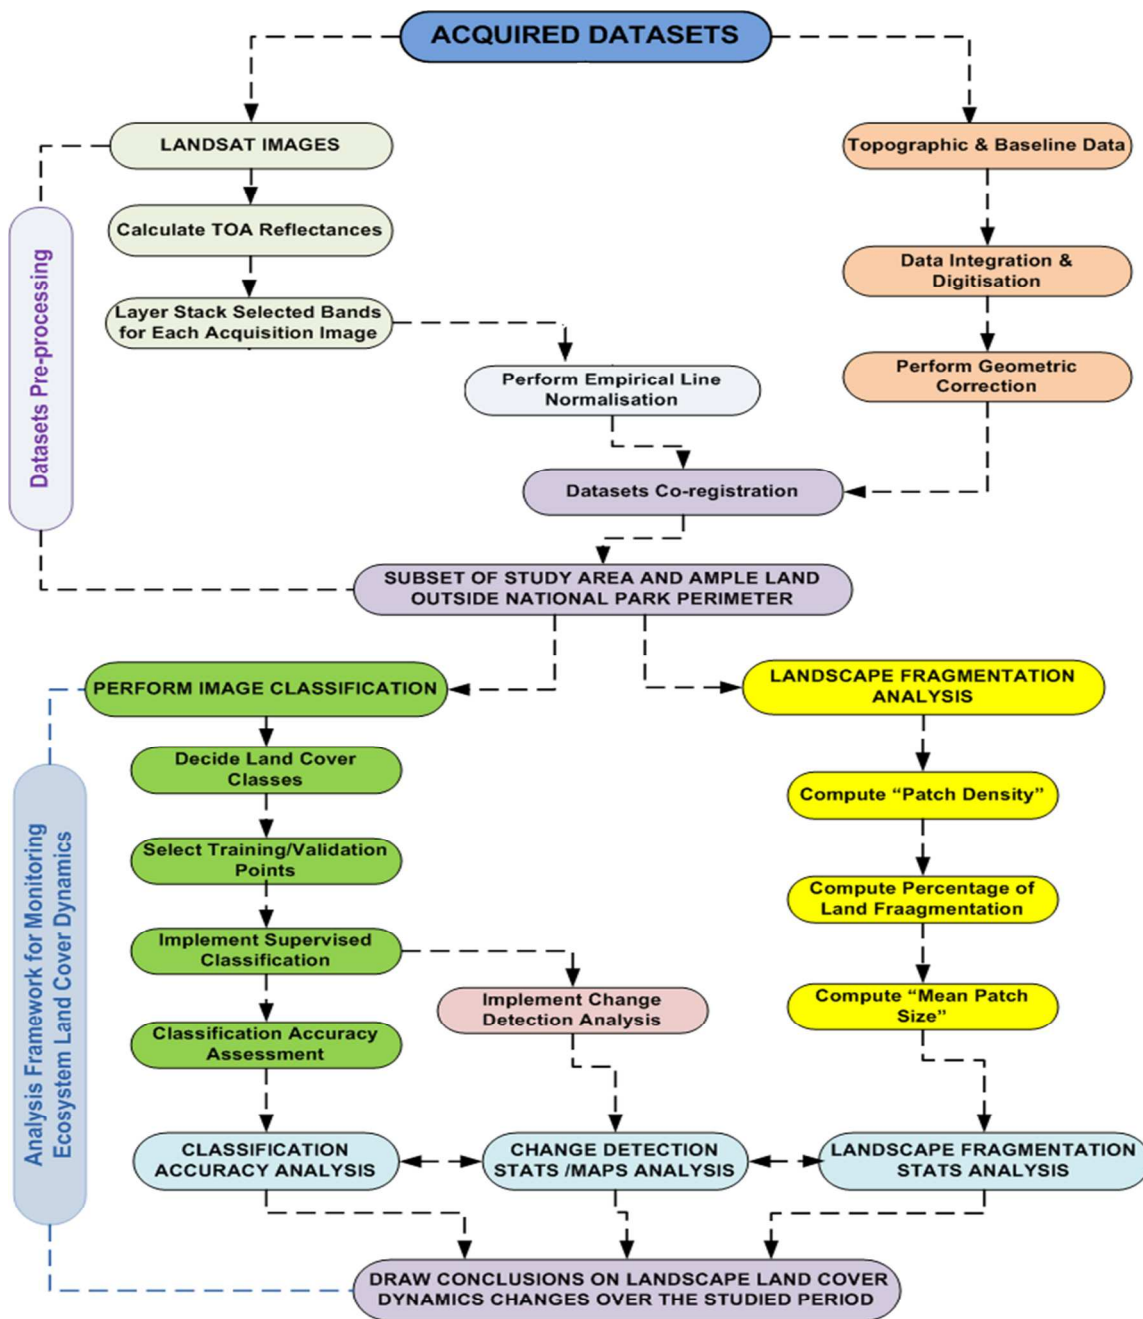 ACQUIRED DATASETS
LANDSAT IMAGES
Topographic & Baseline Data
Calculate TOA Reflectances
Data Integration &
Digitisation
Layer Stack Selected Bands
for Each Acquisition Image
Perform Empirical Line
Normalisation
Perform Geometric
Correction
Datasets Pre-processing
Datasets Co-registration
SUBSET OF STUDY AREA AND AMPLE LAND
OUTSIDE NATIONAL PARK PERIMETER
PERFORM IMAGE CLASSIFICATION
LANDSCAPE FRAGMENTATION
ANALYSIS
Decide Land Cover
Classes
Compute “Patch Density”
Select Training/Validation
Points
Compute Percentage of
Land Fraagmentation
Implement Supervised
Classification
Implement Change
Detection Analysis
Compute “Mean Patch
Size”
Classification Accuracy
Assessment
Analysis Framework for Monitoring
Ecosystem Land Cover Dynamics
CLASSIFICATION
ACCURACY ANALYSIS
CHANGE DETECTION
STATS /MAPS ANALYSIS
LANDSCAPE FRAGMENTATION
STATS ANALYSIS
DRAW CONCLUSIONS ON LANDSCAPE LAND COVER
DYNAMICS CHANGES OVER THE STUDIED PERIOD